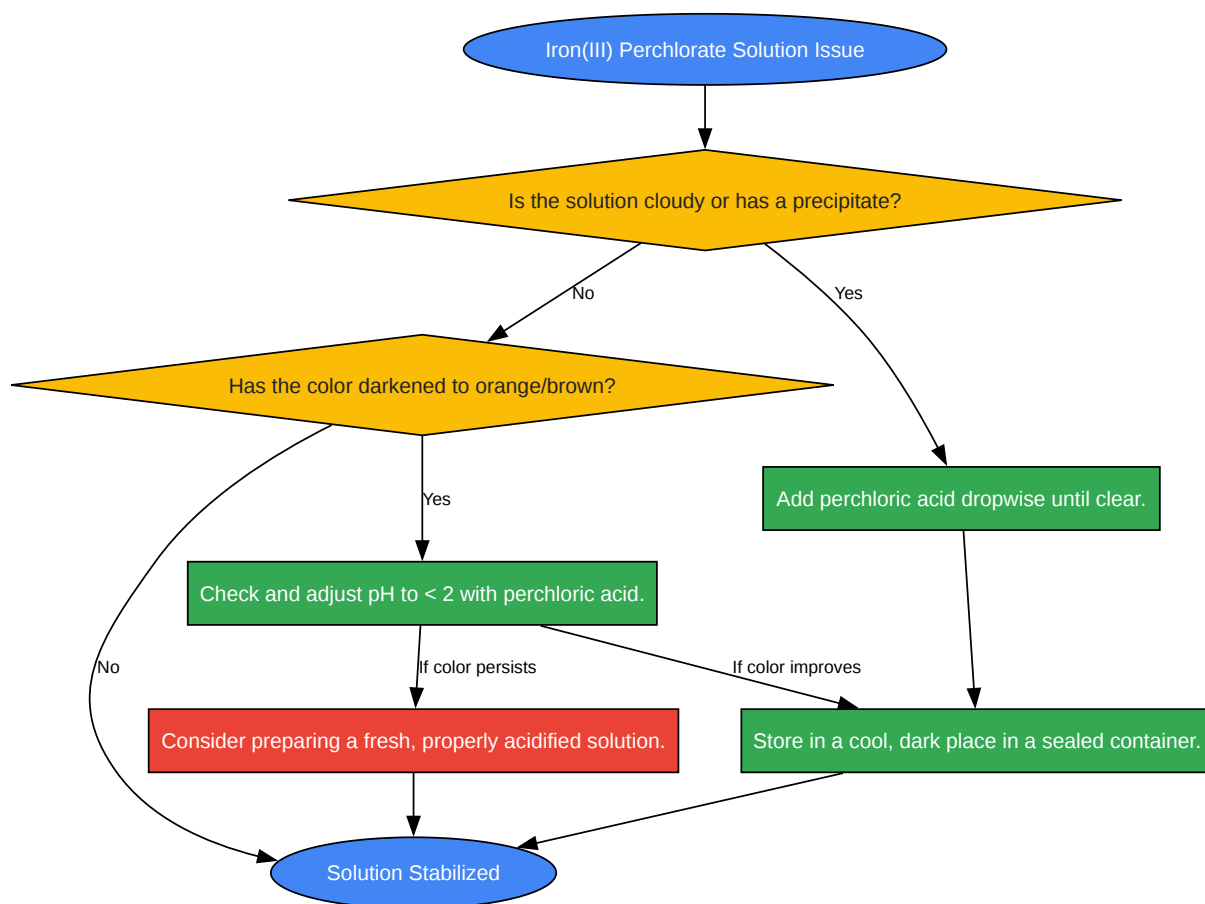 Iron(III) Perchlorate Solution Issue
Is the solution cloudy or has a precipitate?
No
Yes
Has the color darkened to orange/brown?
Yes
Add perchloric acid dropwise until clear.
Check and adjust pH to < 2 with perchloric acid.
No
If color persists
If color improves
Consider preparing a fresh, properly acidified solution.
Store in a cool, dark place in a sealed container.
Solution Stabilized